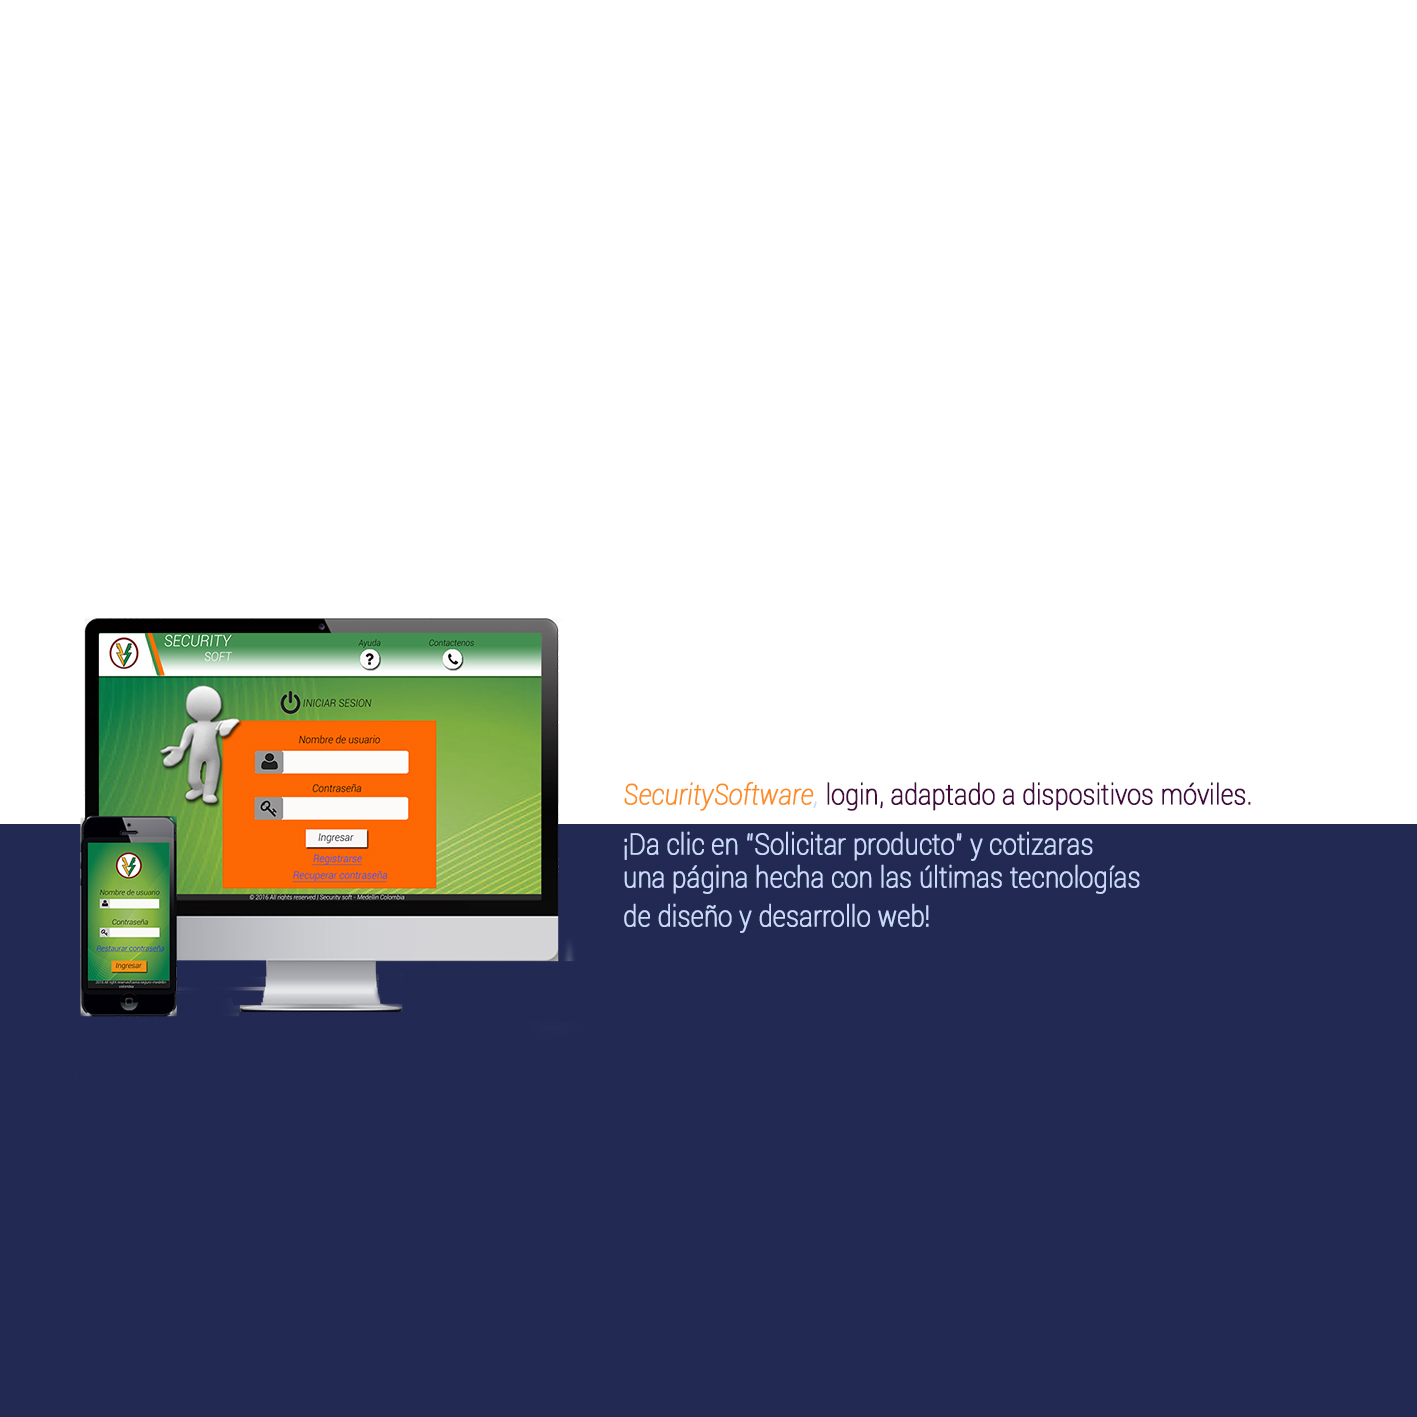 SECURITY
SOFT
Ayuda
Contactenos
INICIAR SESION
Nombre de usuario
Contraseña
Ingresar
Registrarse
Recuperar contraseña
© 2016 All rights reserved | Security soft - Medellin Colombia
Nombre de usuario
Contraseña
Restaurar contraseña
Ingresar
colombia
SecuritySoftware, login, adaptado a dispositivos móviles.
¡Da clic en "Solicitar producto" y cotizaras
una página hecha con las últimas tecnologías
de diseño y desarrollo web!